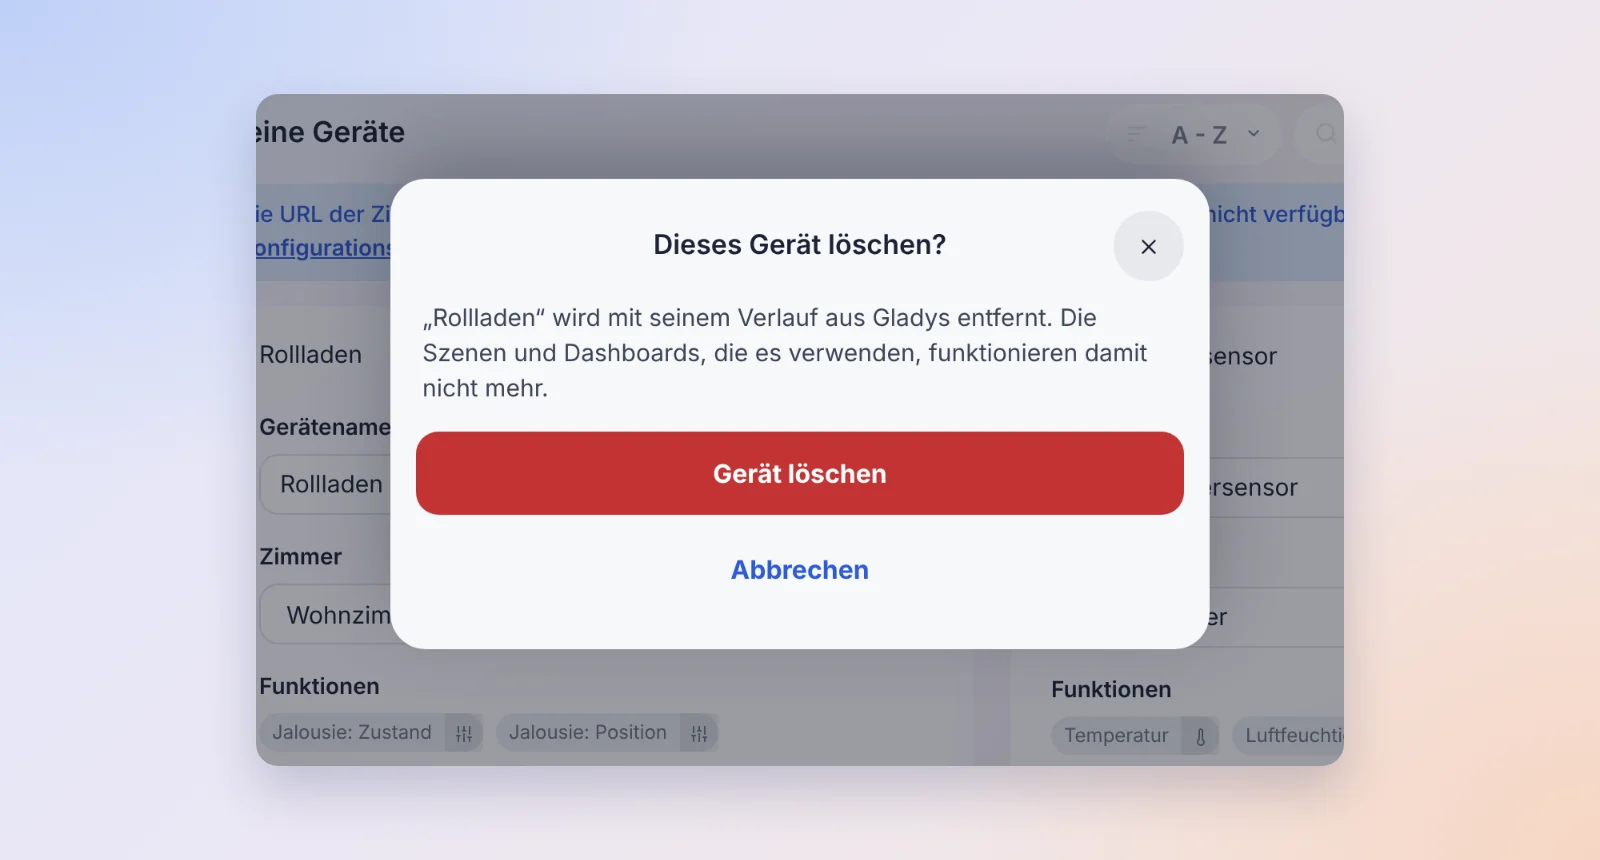 eine Geräte
A - Z
ie URL der Zi
nicht verfügb
onfigurations
Dieses Gerät löschen?
„Rollladen“ wird mit seinem Verlauf aus Gladys entfernt. Die
Szenen und Dashboards, die es verwenden, funktionieren damit
nicht mehr.
Gerät löschen
Abbrechen
Rollladen
Gerätename
Rollladen
Zimmer
Wohnzim
Funktionen
Jalousie: Zustand
Jalousie: Position
sensor
ersensor
er
Funktionen
Temperatur
Luftfeuchti